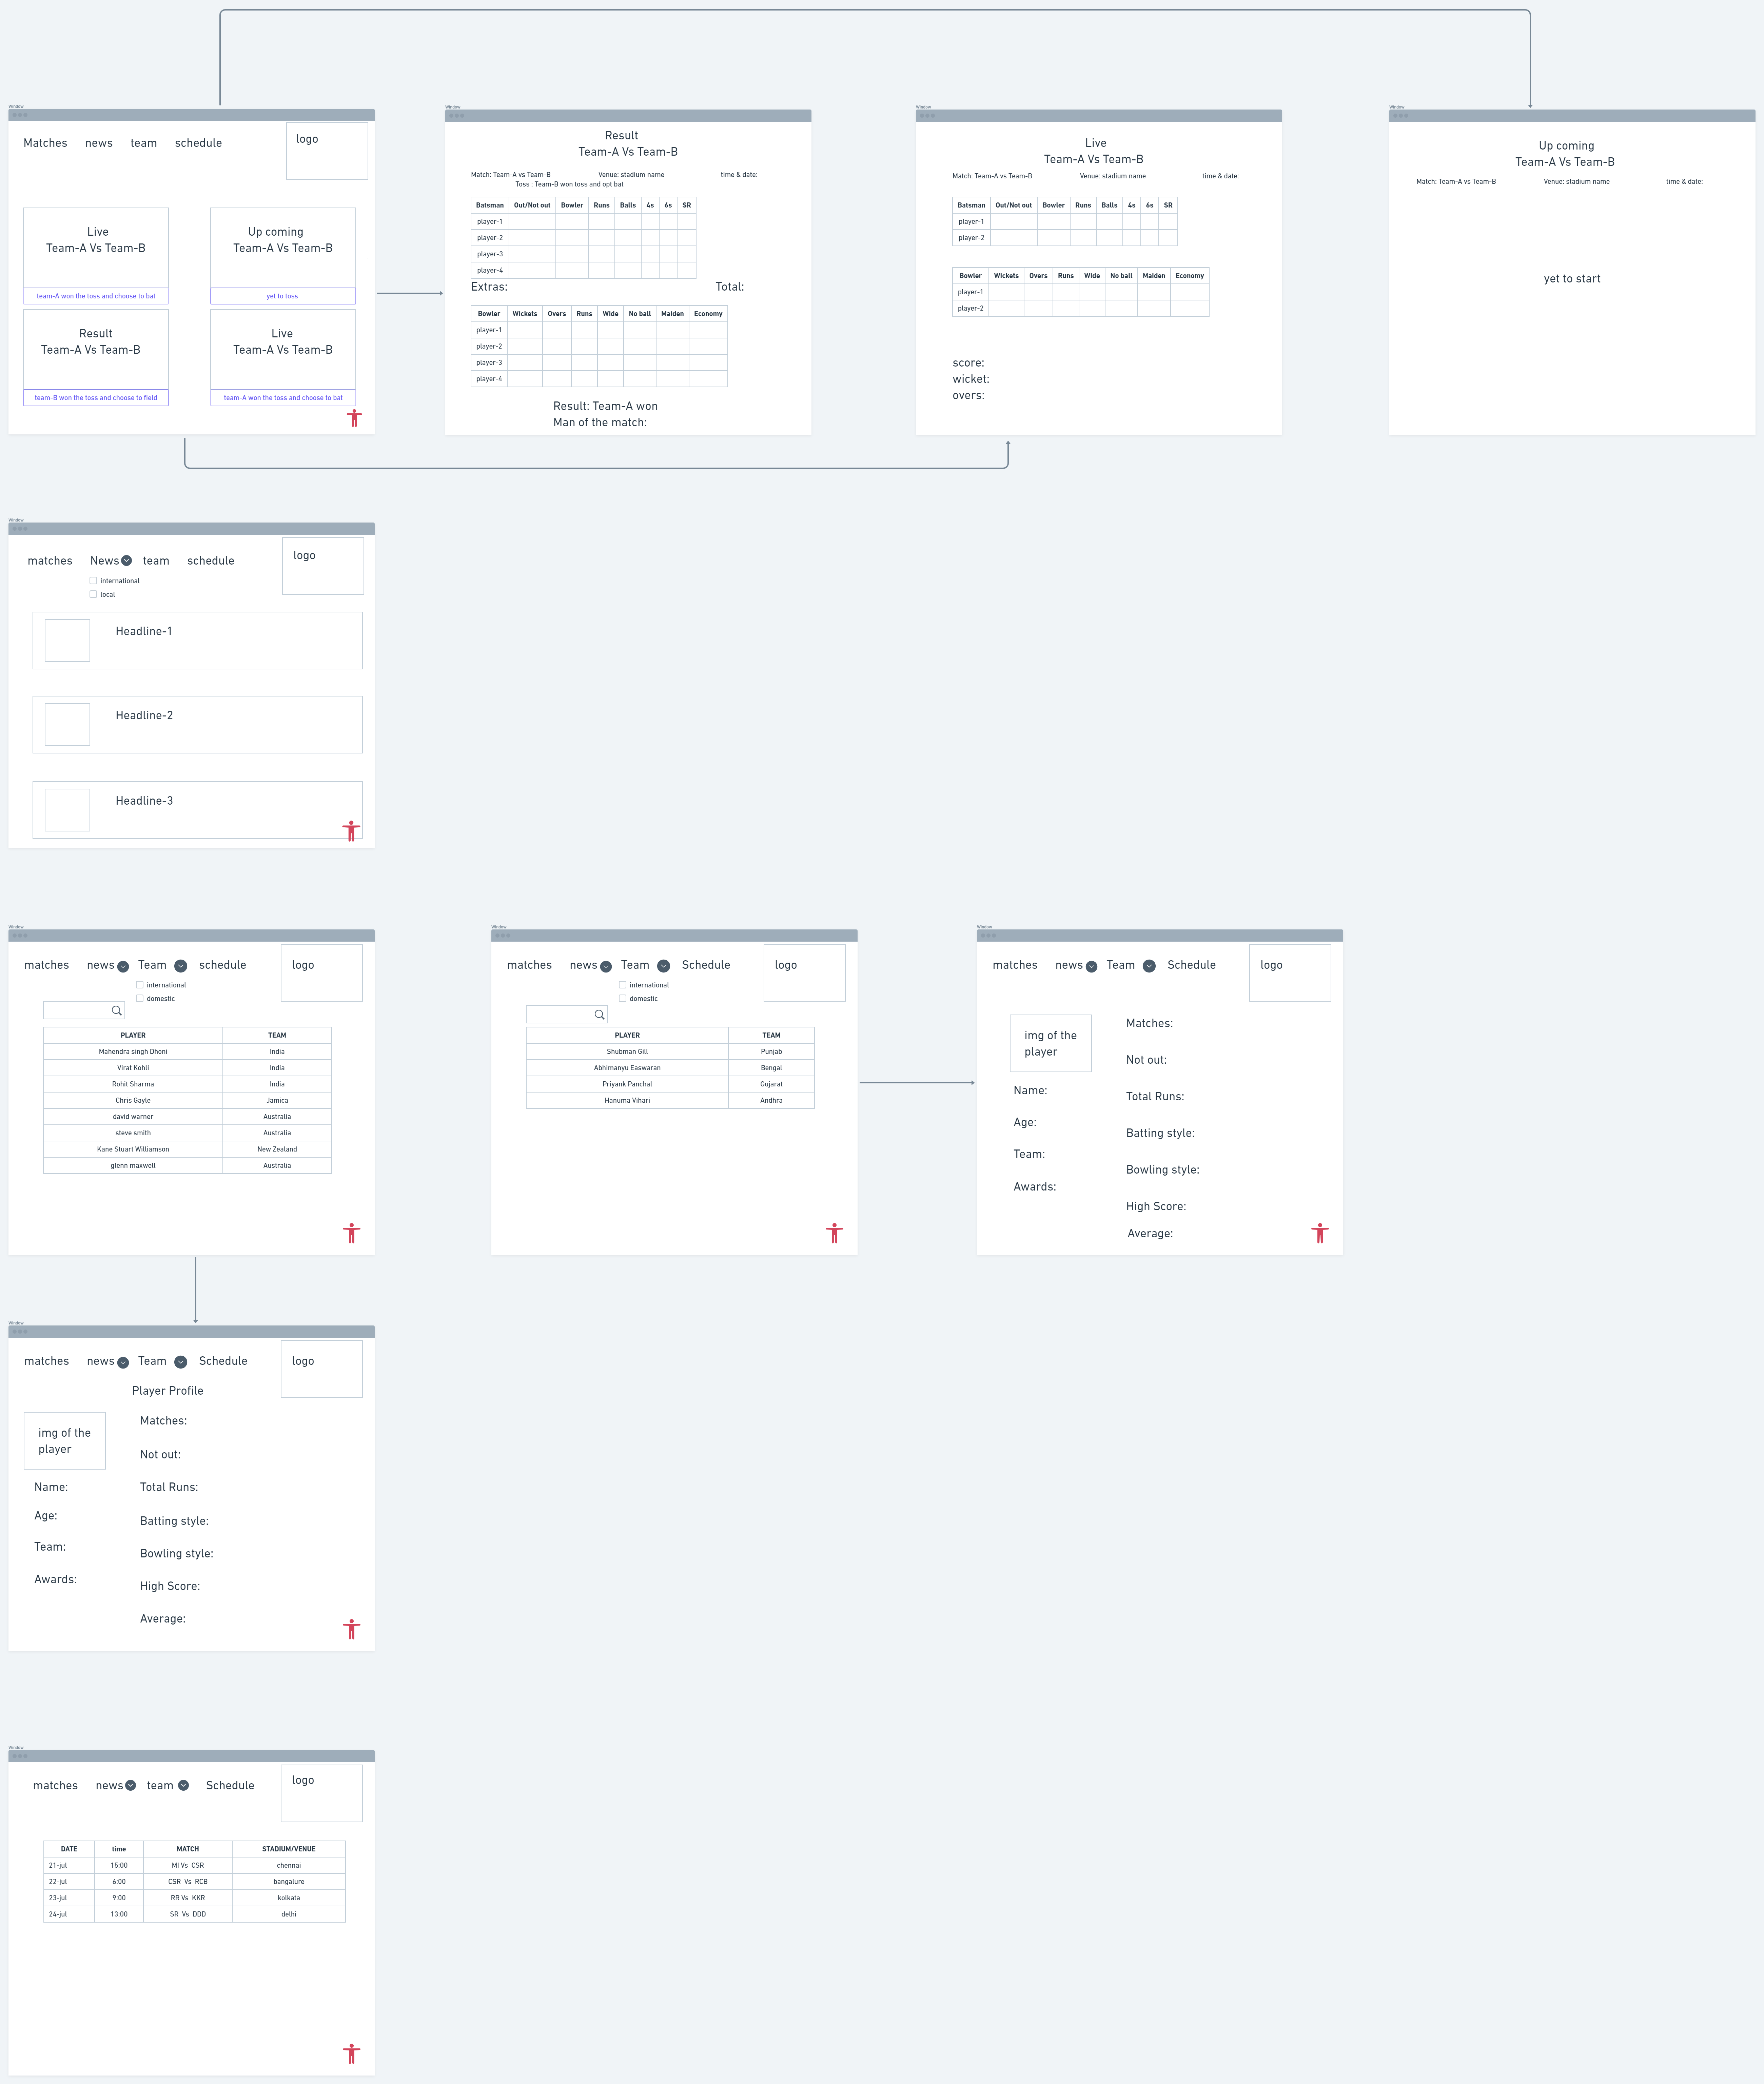 Window
Matches news team schedule
logo
Live
Team-A Vs Team-B
team-A won the toss and choose to bat
Up coming
Team-A Vs Team-B
yet to toss
Result
Team-A Vs Team-B
team-B won the toss and choose to field
Live
Team-A Vs Team-B
team-A won the toss and choose to bat
Window
Result
Team-A Vs Team-B
Match: Team-A vs Team-B Venue: stadium name time & date:
Toss : Team-B won toss and opt bat
Batsman Out/Not out Bowler Runs Balls 4s 6s SR
player-1
player-2
player-3
player-4
Extras: Total:
Bowler Wickets Overs Runs Wide No ball Maiden Economy
player-1
player-2
player-3
player-4
Result: Team-A won
Man of the match:
Window
Live
Team-A Vs Team-B
Match: Team-A vs Team-B Venue: stadium name time & date:
Batsman Out/Not out Bowler Runs Balls 4s 6s SR
player-1
player-2
Bowler Wickets Overs Runs Wide No ball Maiden Economy
player-1
player-2
score:
wicket:
overs:
Window
Up coming
Team-A Vs Team-B
Match: Team-A vs Team-B Venue: stadium name time & date:
yet to start
Window
matches News team schedule
logo
international
local
Headline-1
Headline-2
Headline-3
Window
matches news Team schedule
logo
international
domestic
PLAYER TEAM
Mahendra singh Dhoni India
Virat Kohli India
Rohit Sharma India
Chris Gayle Jamica
david warner Australia
steve smith Australia
Kane Stuart Williamson New Zealand
glenn maxwell Australia
Window
matches news Team Schedule
logo
international
domestic
PLAYER TEAM
Shubman Gill Punjab
Abhimanyu Easwaran Bengal
Priyank Panchal Gujarat
Hanuma Vihari Andhra
Window
matches news Team Schedule
logo
img of the
player
Name:
Age:
Team:
Awards:
Matches:
Not out:
Total Runs:
Batting style:
Bowling style:
High Score:
Average:
Window
matches news Team Schedule
logo
Player Profile
img of the
player
Name:
Age:
Team:
Awards:
Matches:
Not out:
Total Runs:
Batting style:
Bowling style:
High Score:
Average:
Window
matches news team Schedule
logo
DATE time MATCH STADIUM/VENUE
21-jul 15:00 MI Vs CSR chennai
22-jul 6:00 CSR Vs RCB bangalure
23-jul 9:00 RR Vs KKR kolkata
24-jul 13:00 SR Vs DDD delhi